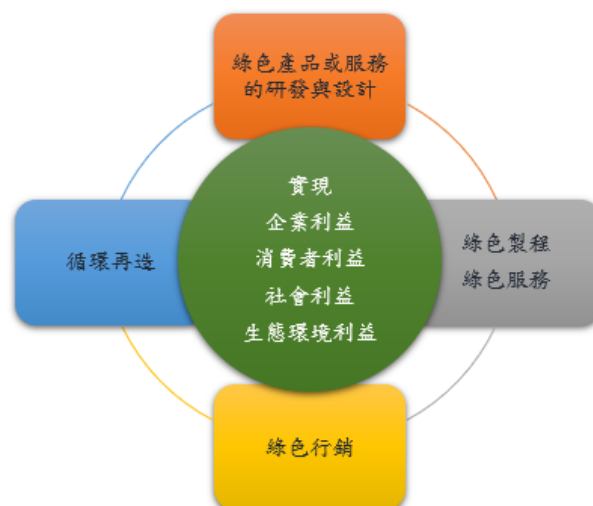 綠色產品或服務
的研發與設計
實現
企業利益
消費者利益
社會利益
生態環境利益
循環再造
綠色製程
綠色服務
綠色行銷